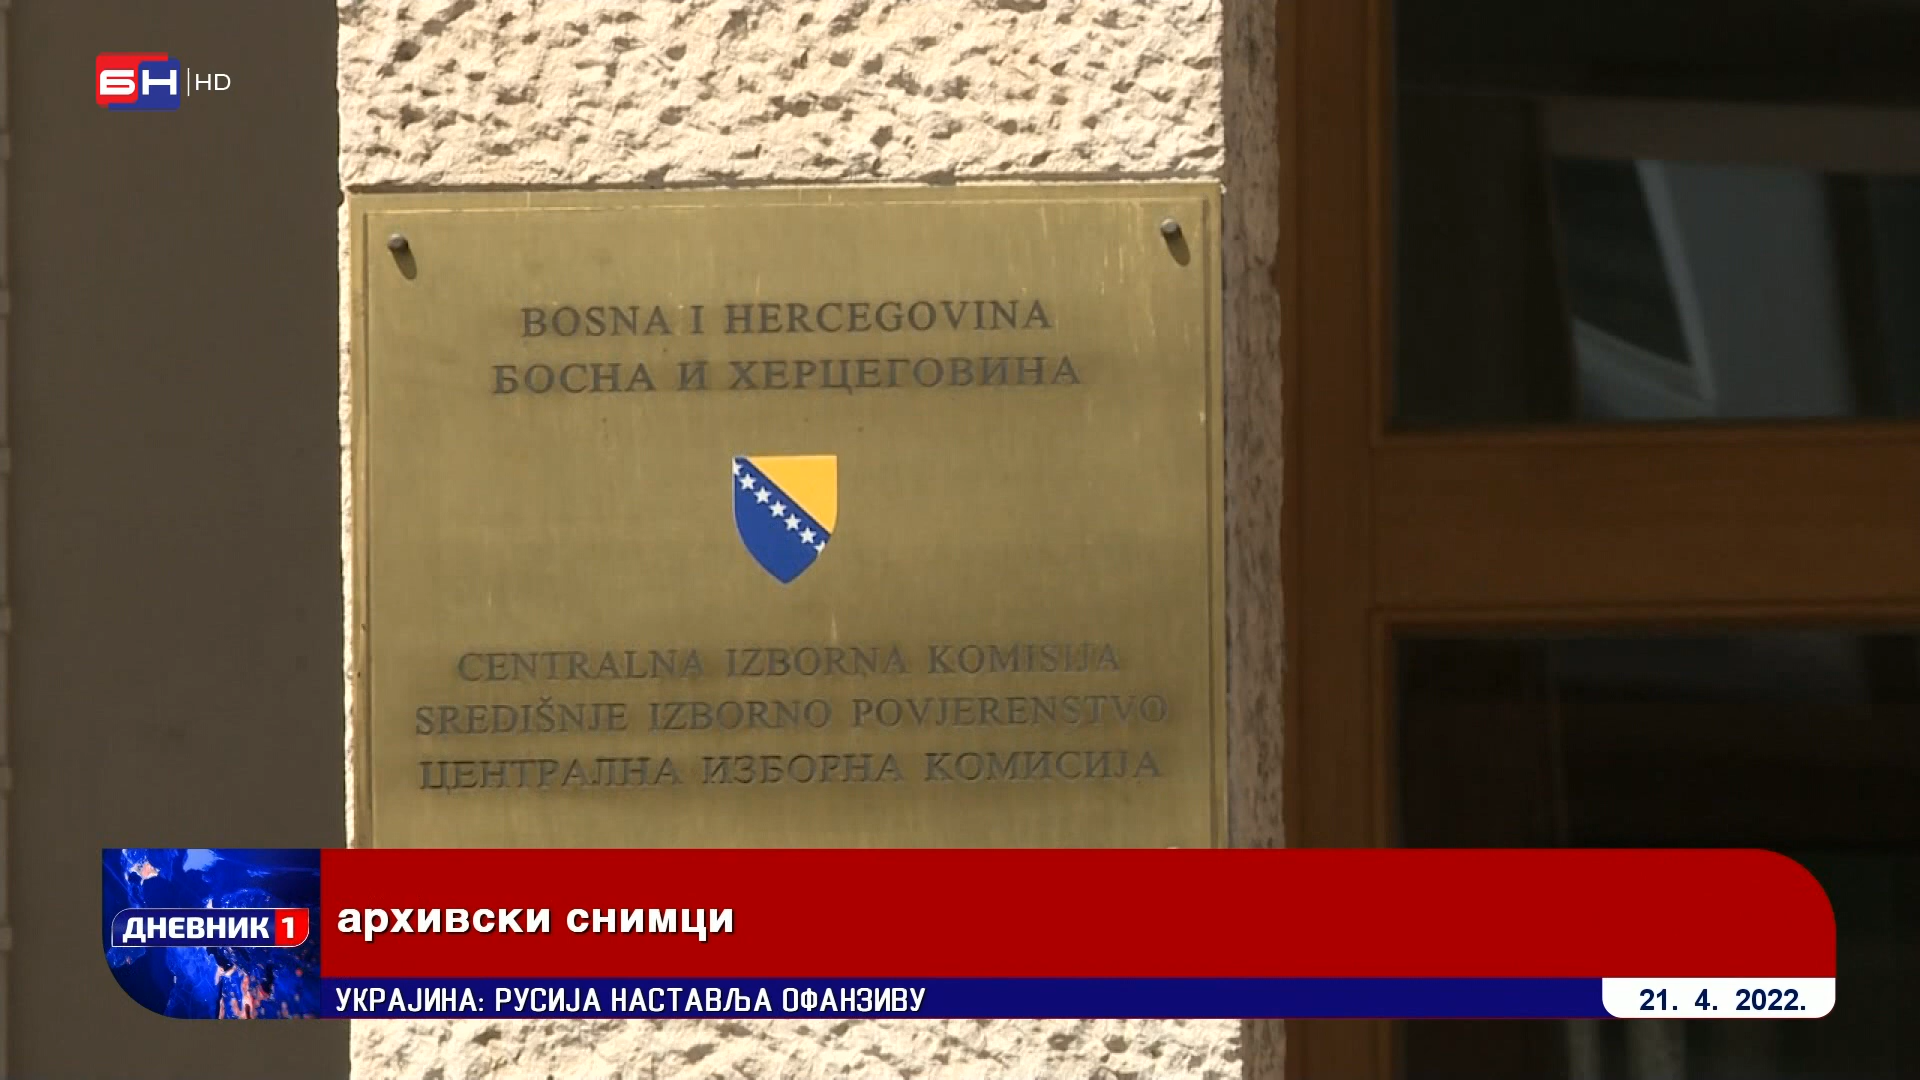 БН HD
BOSNA I HERCEGOVINA
БОСНА И ХЕРЦЕГОВИНА
CENTRALNA IZBORNA KOMISIJA
SREDIŠNJE IZBORNO POVJERENSTVO
ЦЕНТРАЛНА ИЗБОРНА КОМИСИЈА
ДНЕВНИК 1
архивски снимци
УКРАЈИНА: РУСИЈА НАСТАВЉА ОФАНЗИВУ
21. 4. 2022.